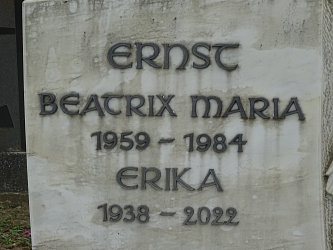 ERNST
BEATRIX MARIA
1959 – 1984
ERIKA
1938 – 2022